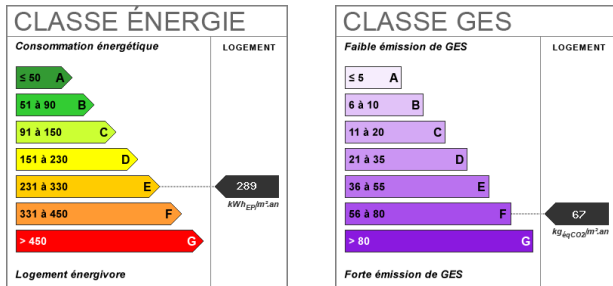 CLASSE ÉNERGIE
Consommation énergétique
LOGEMENT
≤ 50 A
51 à 90 B
91 à 150 C
151 à 230 D
231 à 330 E
289
kWhEP/m².an
331 à 450 F
> 450 G
Logement énergivore
CLASSE GES
Faible émission de GES
LOGEMENT
≤ 5 A
6 à 10 B
11 à 20 C
21 à 35 D
36 à 55 E
56 à 80 F
67
kgéqCO2/m².an
> 80 G
Forte émission de GES